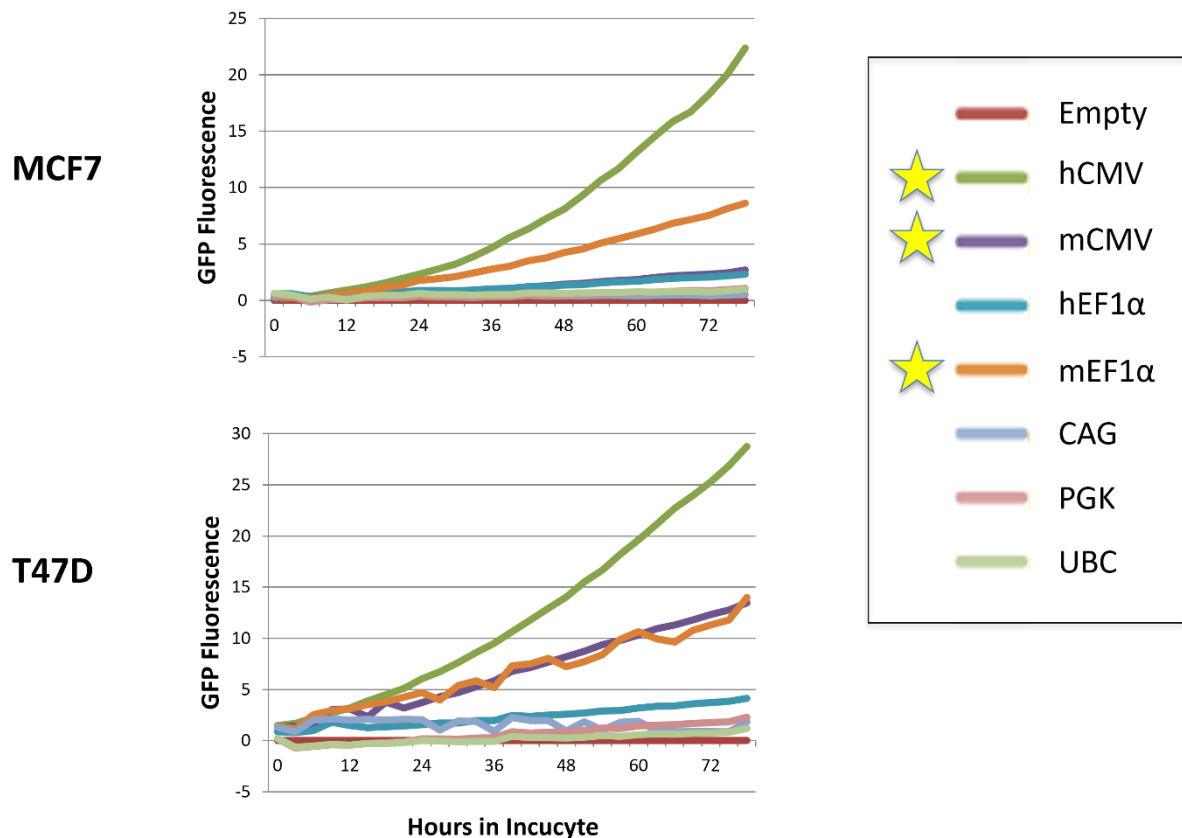 MCF7
GFP Fluorescence
25
20
15
10
5
0
-5
0 12 24 36 48 60 72
T47D
GFP Fluorescence
30
25
20
15
10
5
0
-5
0 12 24 36 48 60 72
Hours in Incucyte
Empty
hCMV
mCMV
hEF1α
mEF1α
CAG
PGK
UBC